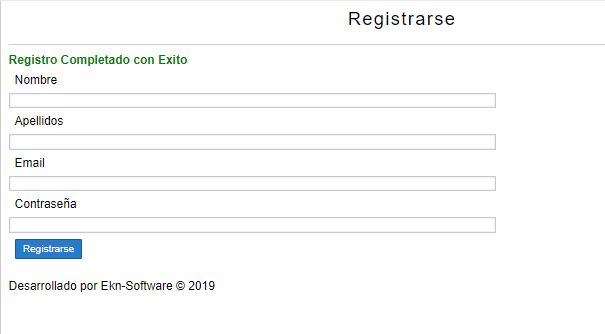 Registrarse
Registro Completado con Exito
Nombre
Apellidos
Email
Contraseña
Registrarse
Desarrollado por Ekn-Software © 2019